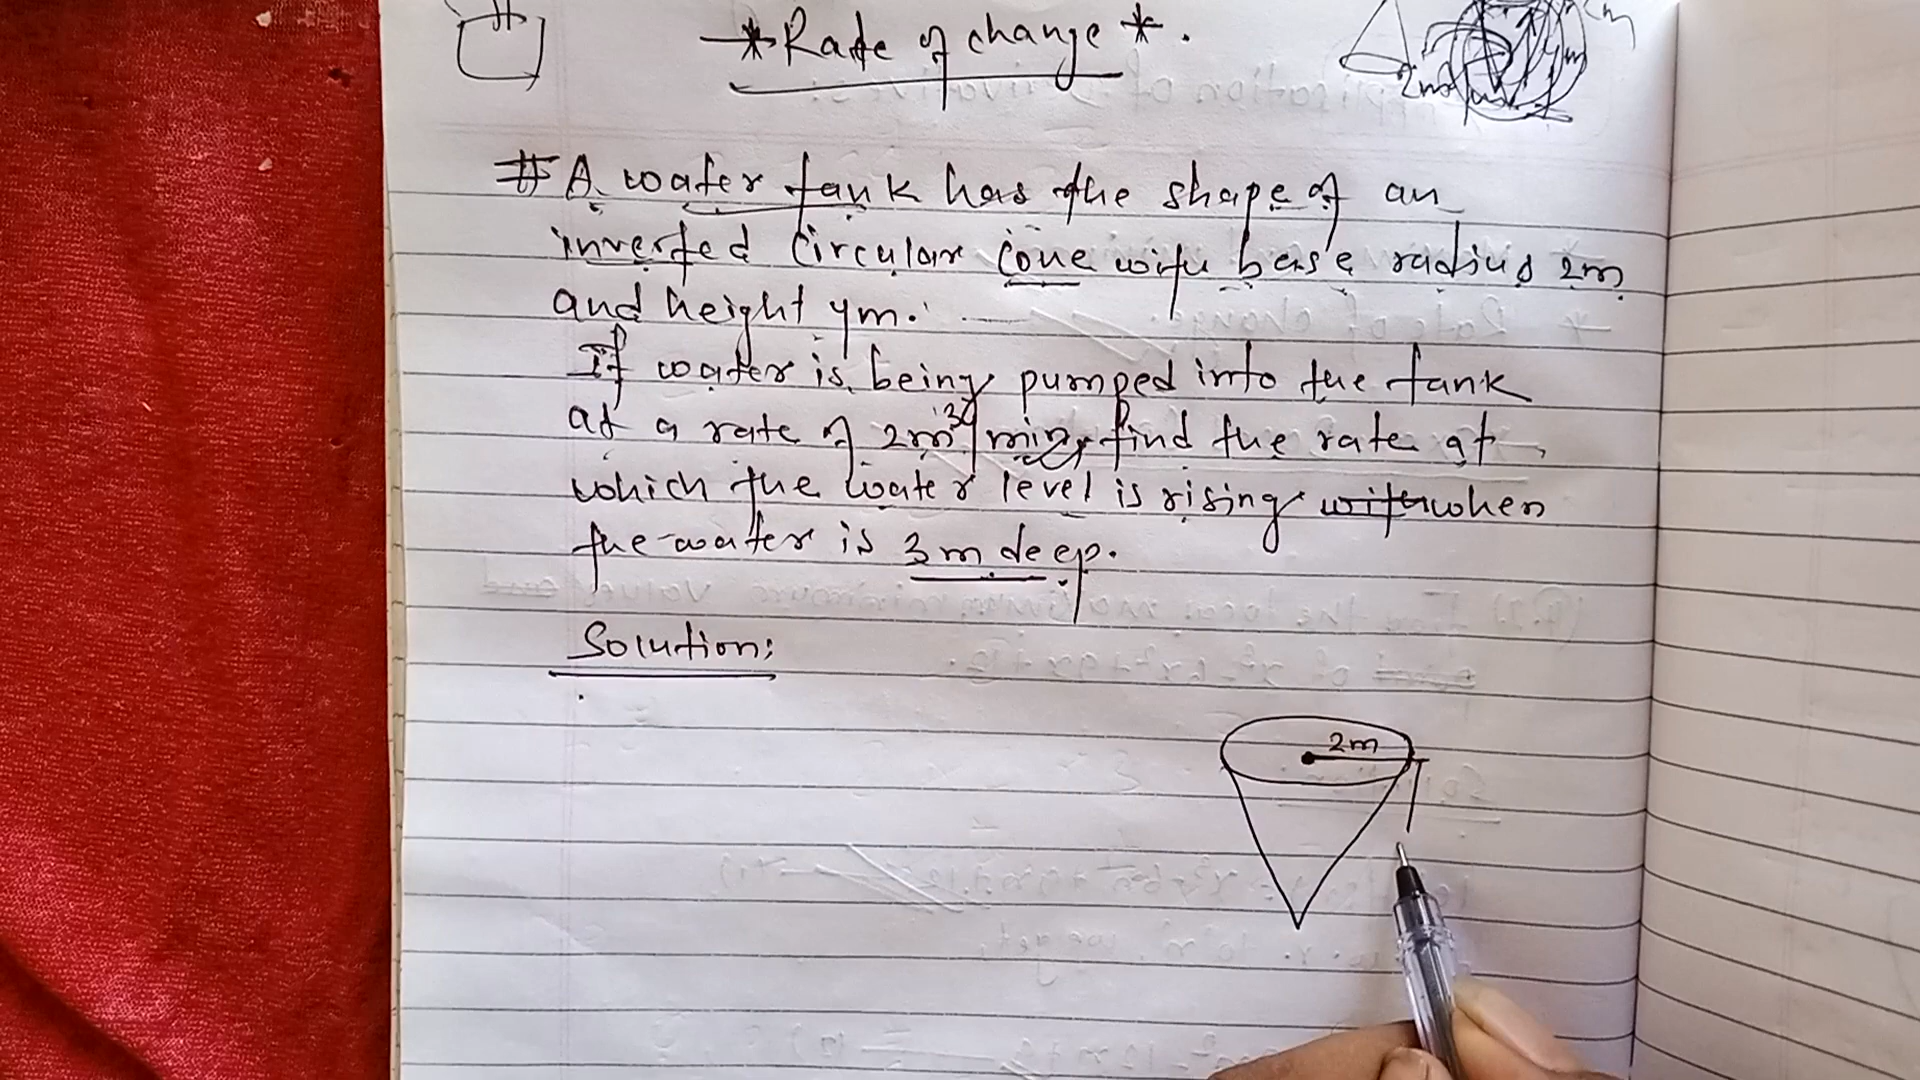 * Rate of change *.
# A water tank has the shape of an
inverted circular cone with base radius 2m
and height 4m.
If water is being pumped into the tank
at a rate of 2m³/min, find the rate at
which the water level is rising when
the water is 3m deep.
Solution:
2m